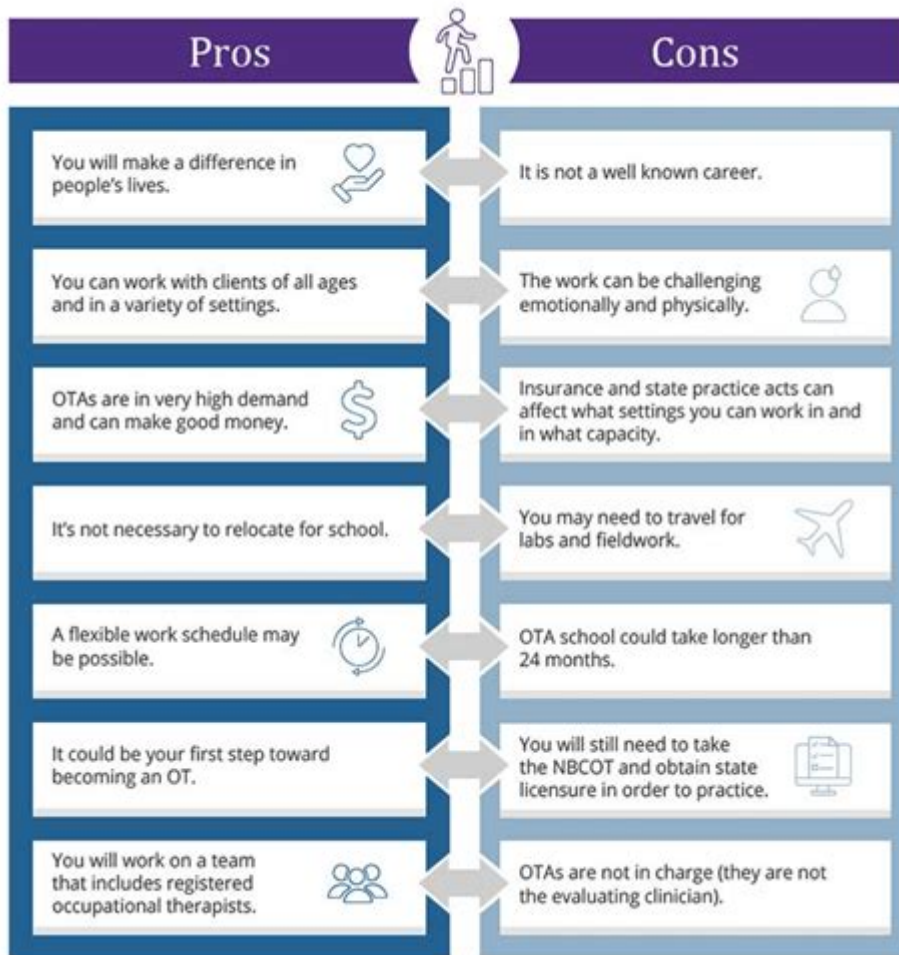 Pros
Cons
You will make a difference in
people's lives.
It is not a well known career.
You can work with clients of all ages
and in a variety of settings.
The work can be challenging
emotionally and physically.
OTAs are in very high demand
and can make good money.
Insurance and state practice acts can
affect what settings you can work in and
in what capacity.
It's not necessary to relocate for school.
You may need to travel for
labs and fieldwork.
A flexible work schedule may
be possible.
OTA school could take longer than
24 months.
It could be your first step toward
becoming an OT.
You will still need to take
the NBCOT and obtain state
licensure in order to practice.
You will work on a team
that includes registered
occupational therapists.
OTAs are not in charge (they are not
the evaluating clinician).